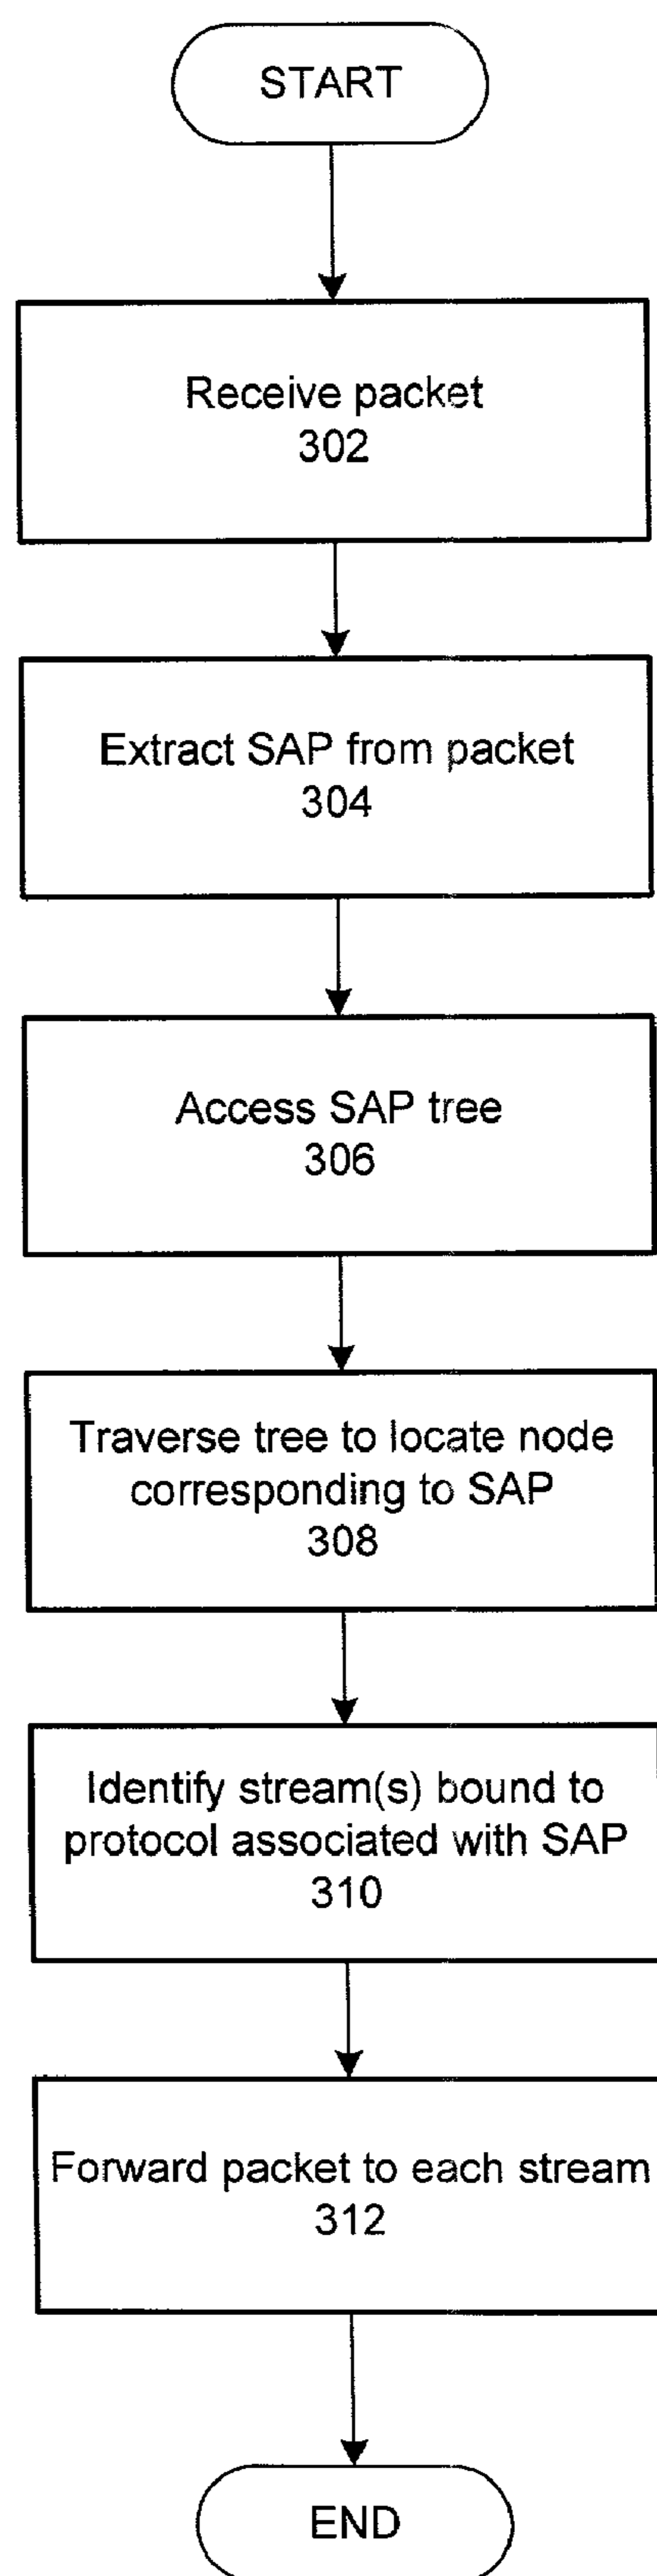 START
Receive packet
302
Extract SAP from packet
304
Access SAP tree
306
Traverse tree to locate node
corresponding to SAP
308
Identify stream(s) bound to
protocol associated with SAP
310
Forward packet to each stream
312
END